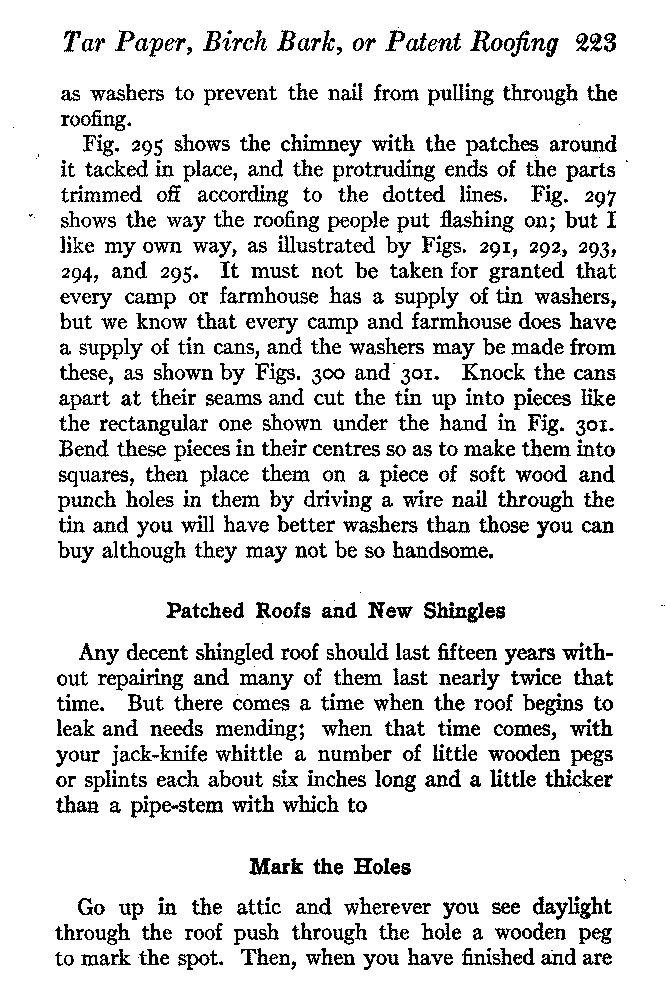 Tar Paper, Birch Bark, or Patent Roofing 223
as washers to prevent the nail from pulling through the
roofing.
Fig. 295 shows the chimney with the patches around
it tacked in place, and the protruding ends of the parts
trimmed off according to the dotted lines. Fig. 297
shows the way the roofing people put flashing on; but I
like my own way, as illustrated by Figs. 291, 292, 293,
294, and 295. It must not be taken for granted that
every camp or farmhouse has a supply of tin washers,
but we know that every camp and farmhouse does have
a supply of tin cans, and the washers may be made from
these, as shown by Figs. 300 and 301. Knock the cans
apart at their seams and cut the tin up into pieces like
the rectangular one shown under the hand in Fig. 301.
Bend these pieces in their centres so as to make them into
squares, then place them on a piece of soft wood and
punch holes in them by driving a wire nail through the
tin and you will have better washers than those you can
buy although they may not be so handsome.
Patched Roofs and New Shingles
Any decent shingled roof should last fifteen years with-
out repairing and many of them last nearly twice that
time. But there comes a time when the roof begins to
leak and needs mending; when that time comes, with
your jack-knife whittle a number of little wooden pegs
or splints each about six inches long and a little thicker
than a pipe-stem with which to
Mark the Holes
Go up in the attic and wherever you see daylight
through the roof push through the hole a wooden peg
to mark the spot. Then, when you have finished and are